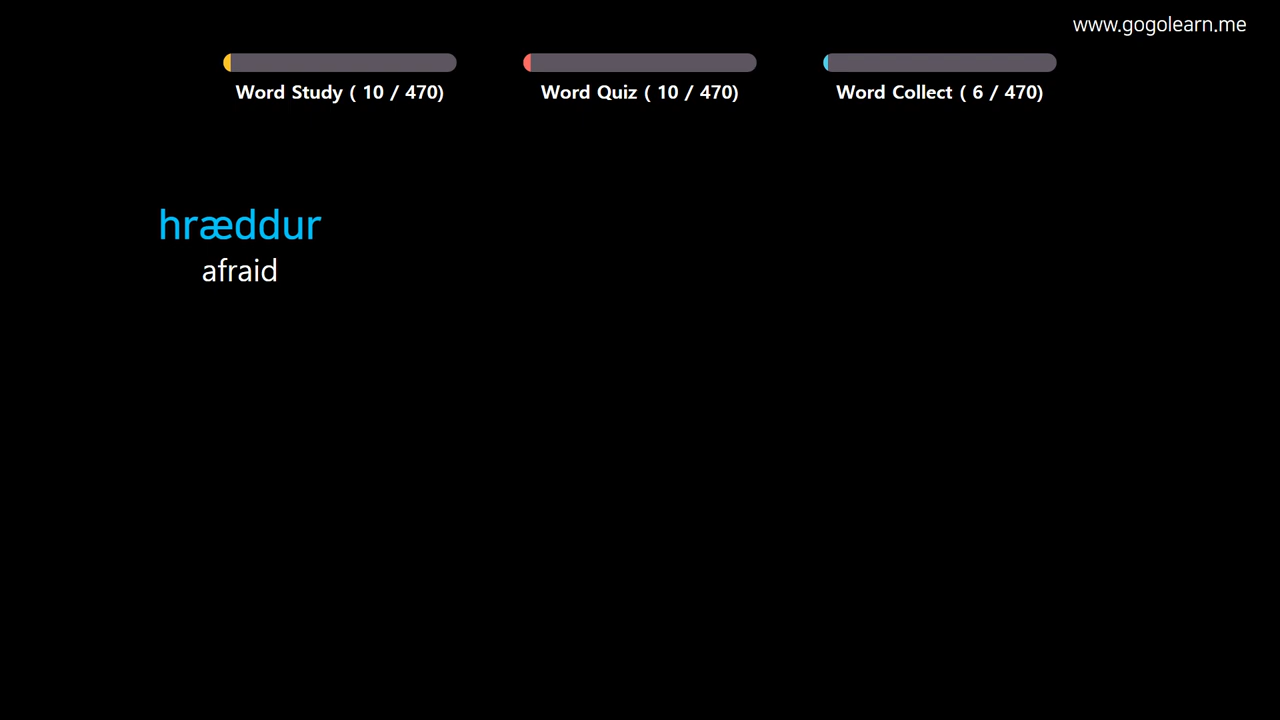 www.gogolearn.me
Word Study ( 10 / 470)
Word Quiz ( 10 / 470)
Word Collect ( 6 / 470)
hræddur
afraid